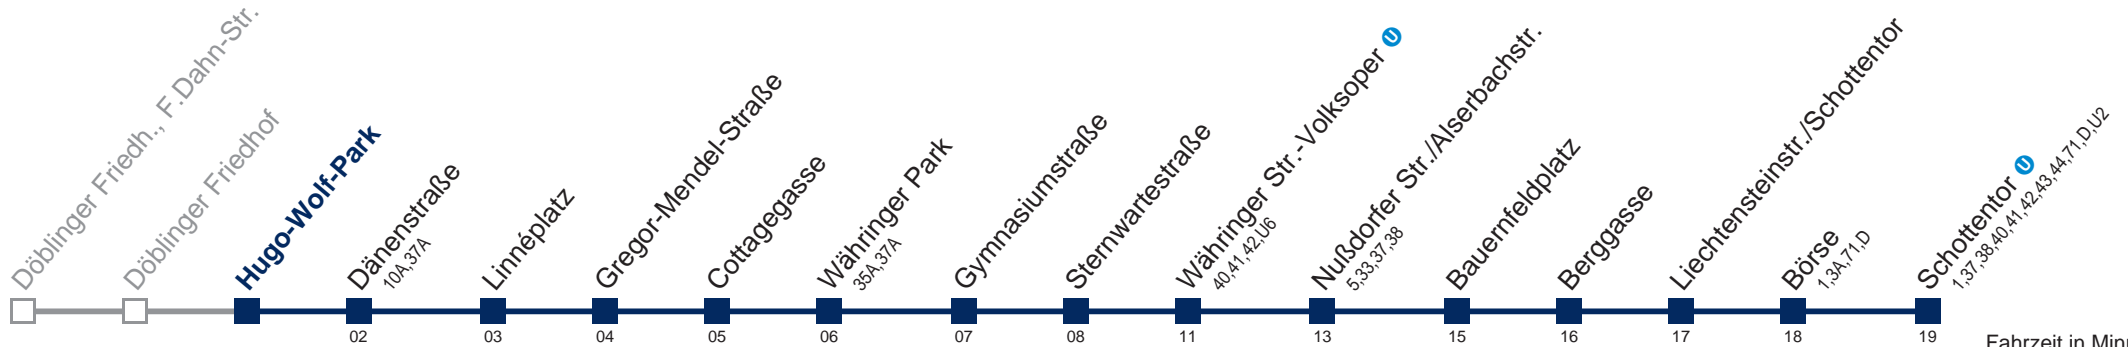 Döblinger Friedh., F.Dahn-Str.
Döblinger Friedhof
Hugo-Wolf-Park
Dänenstraße
10A,37A
Linnéplatz
Gregor-Mendel-Straße
Cottagegasse
Währinger Park
35A,37A
Gymnasiumstraße
Sternwartestraße
Währinger Str.-Volksoper U
40,41,42,U6
Nußdorfer Str./Alserbachstr.
5,33,37,38
Bauernfeldplatz
Berggasse
Liechtensteinstr./Schottentor
Börse
1,3A,71,D
Schottentor U
1,37,38,40,41,42,43,44,71,D,U2
02 03 04 05 06 07 08 11 13 15 16 17 18 19
Fahrzeit in